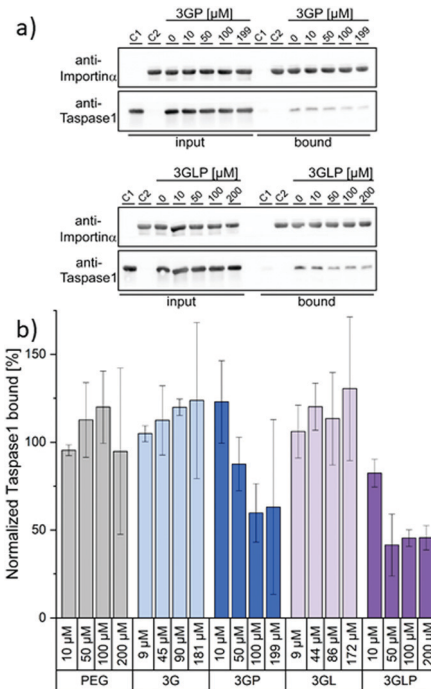 a)
3GP [µM]
C1 C2 0 10 50 100 199 C1 C2 0 10 50 100 199
anti-
Importinα
anti-
Taspase1
input bound
3GLP [µM]
3GLP [µM]
C1 C2 0 10 50 100 200 C1 C2 0 10 50 100 200
anti-
Importinα
anti-
Taspase1
input bound
b)
Normalized Taspase1 bound [%]
150
100
50
0
10 µM 50 µM 100 µM 200 µM 9 µM 45 µM 90 µM 181 µM 10 µM 50 µM 100 µM 199 µM 9 µM 44 µM 86 µM 172 µM 10 µM 50 µM 100 µM 200 µM
PEG 3G 3GP 3GL 3GLP